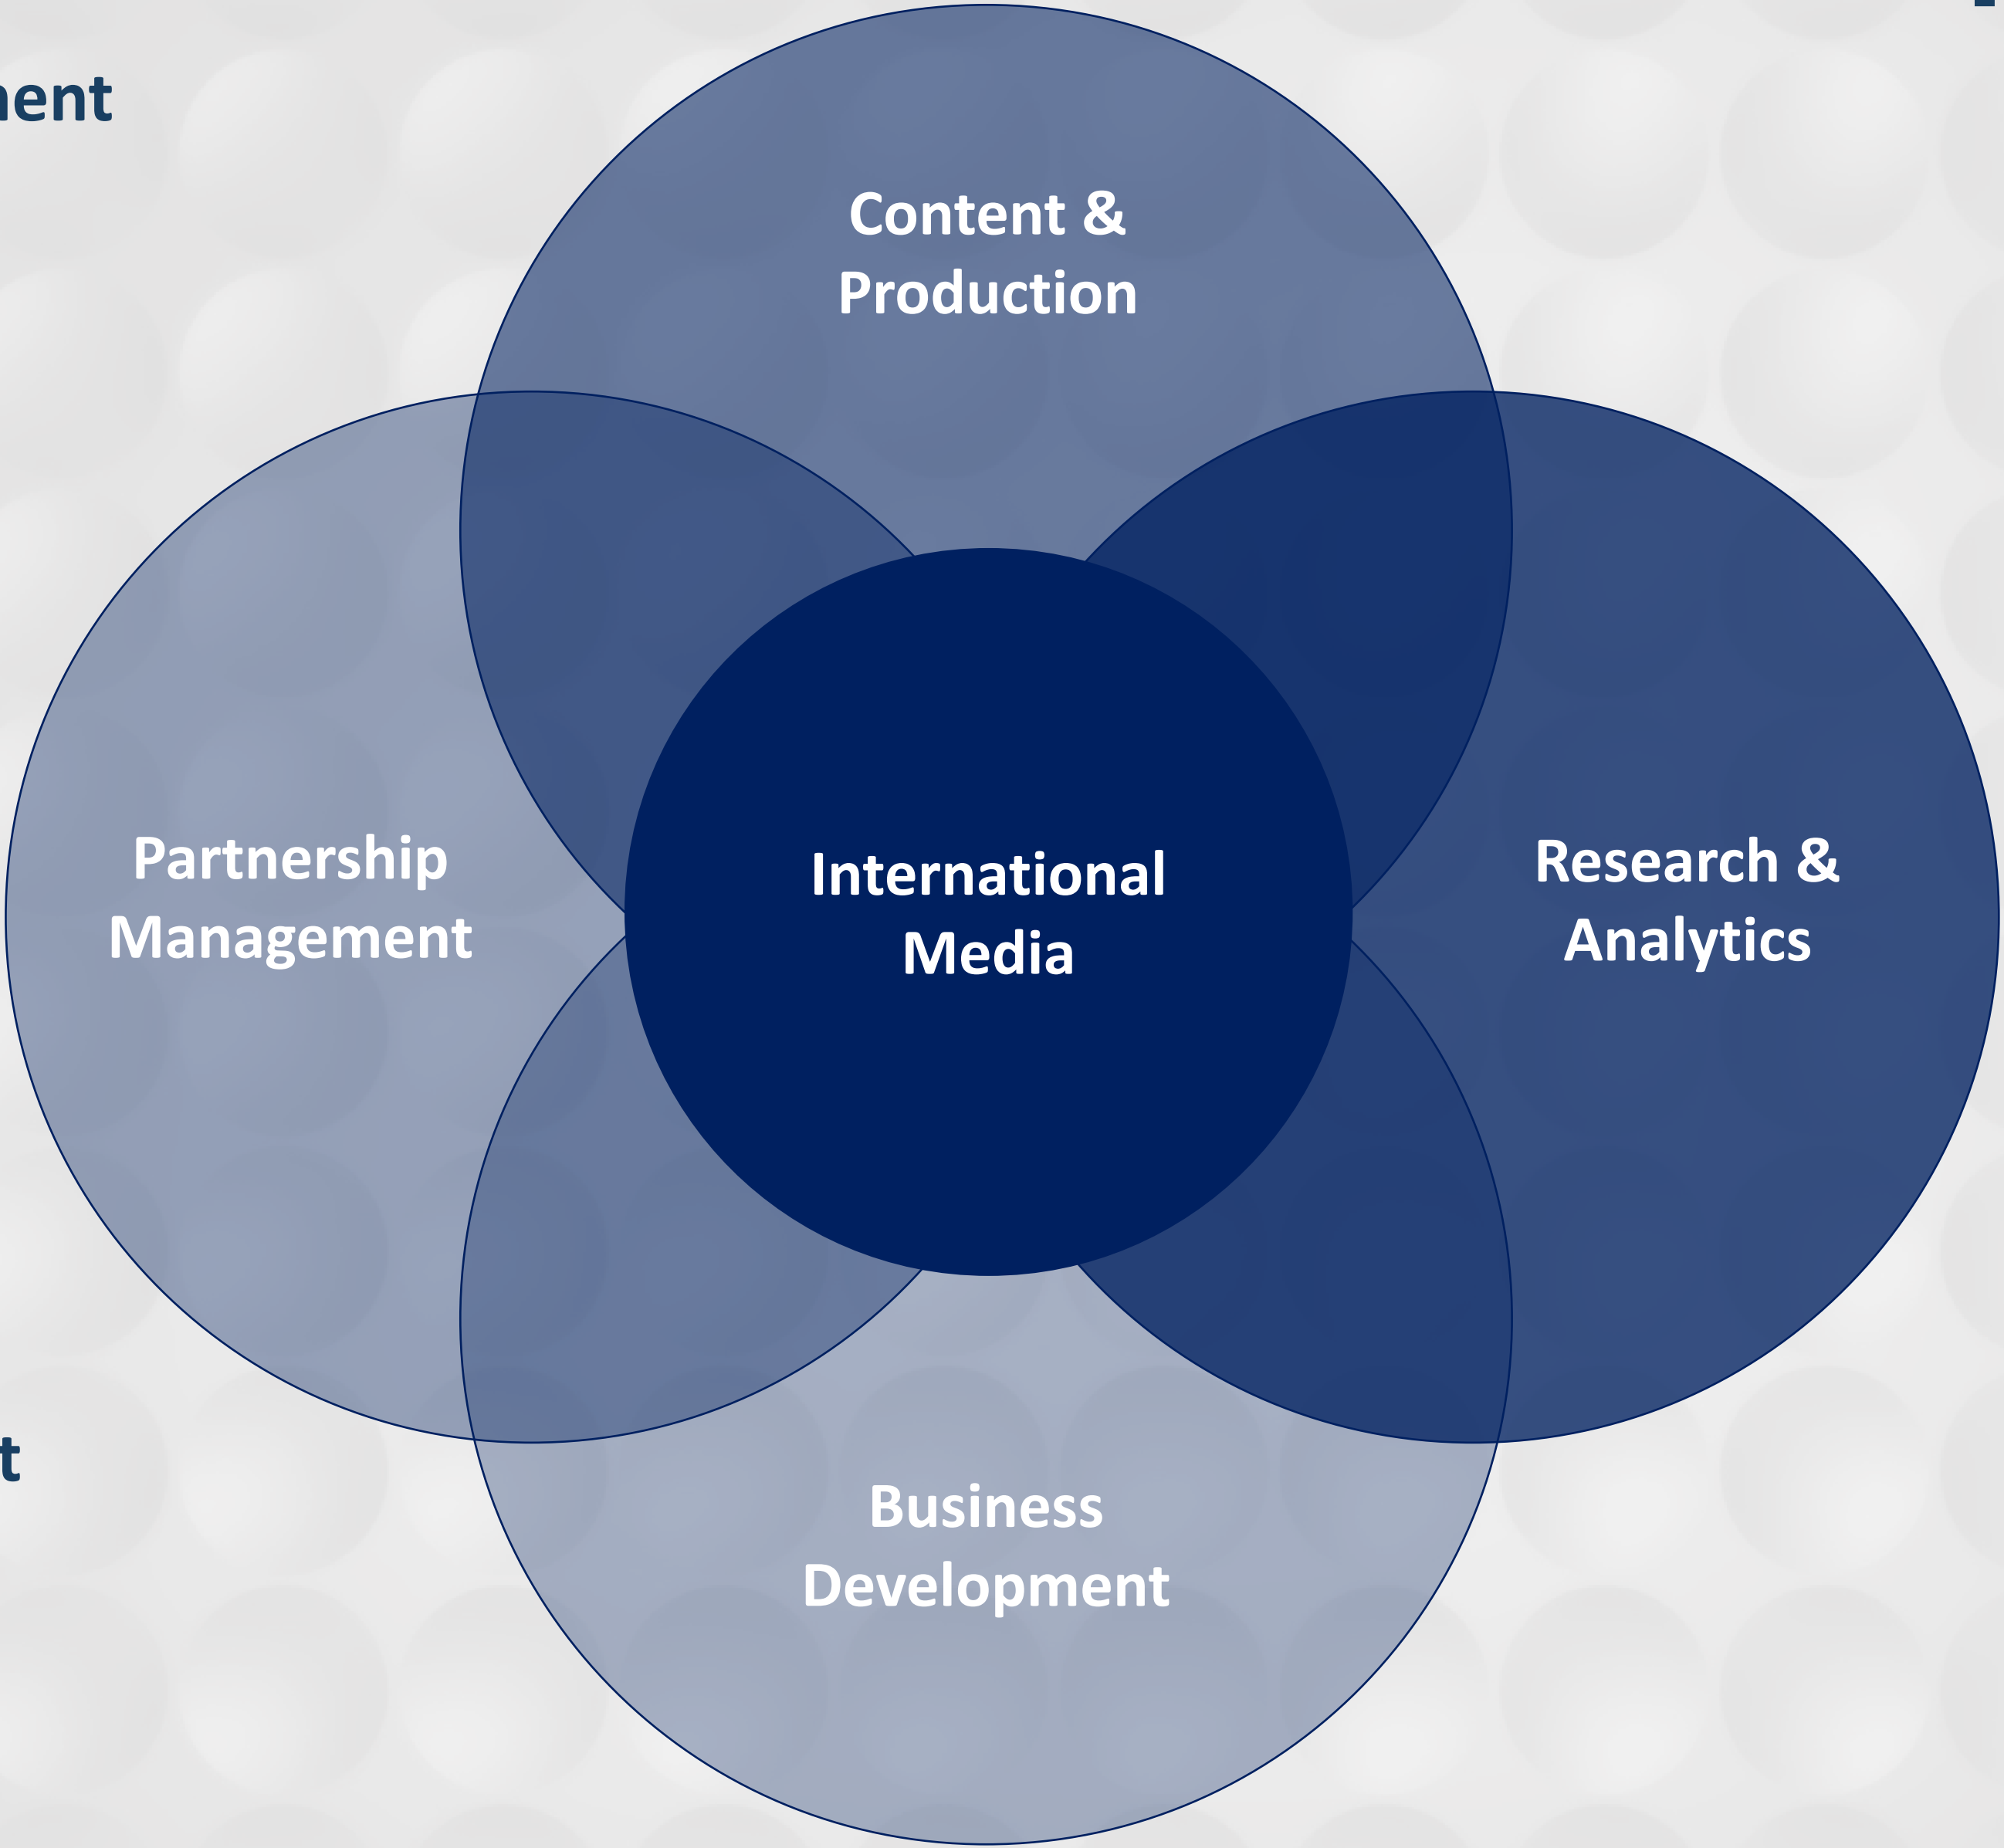 Content &
Production
Partnership
Management
International
Media
Research &
Analytics
Business
Development